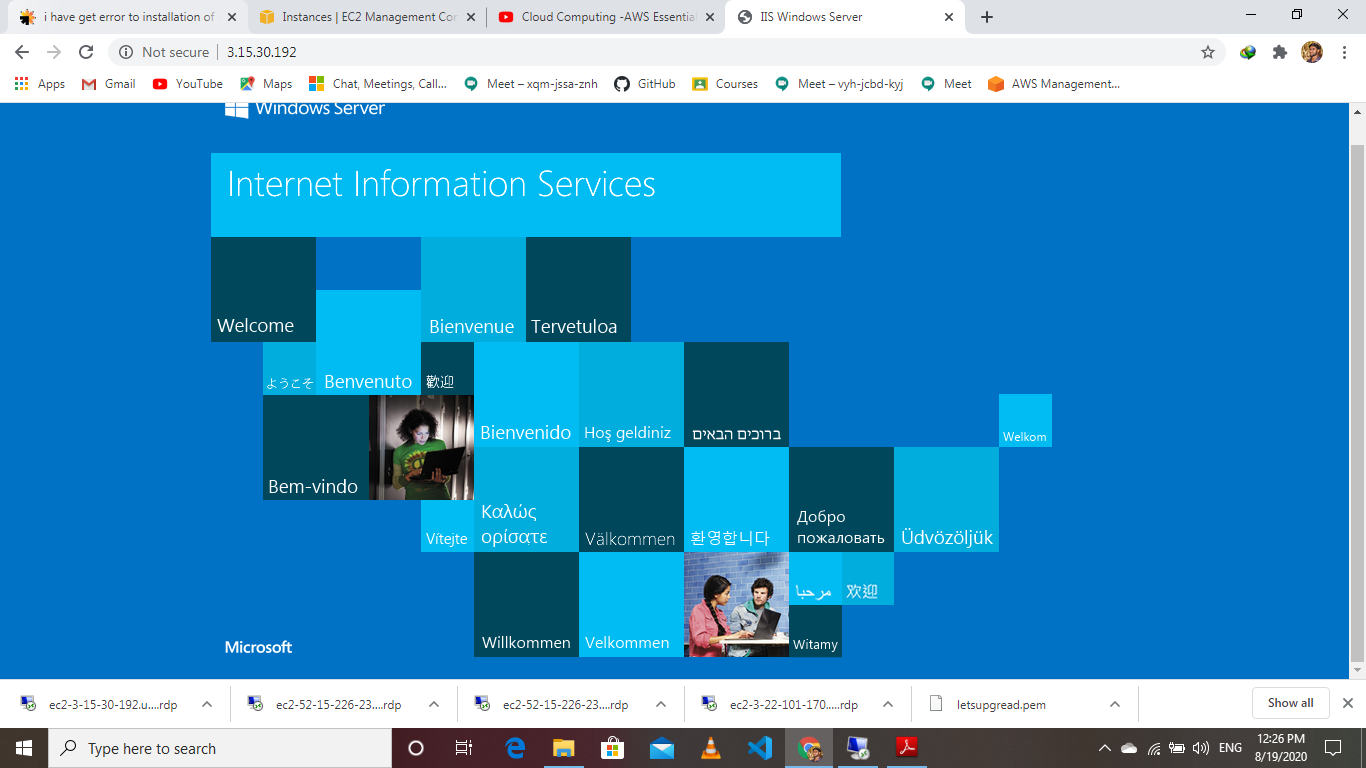 i have get error to installation of
Instances | EC2 Management Con
Cloud Computing -AWS Essential
IIS Windows Server
Not secure
3.15.30.192
Apps
Gmail
YouTube
Maps
Chat, Meetings, Call...
Meet – xqm-jssa-znh
GitHub
Courses
Meet – vyh-jcbd-kyj
Meet
AWS Management...
Windows Server
Internet Information Services
Welcome
Bienvenue
Tervetuloa
ようこそ
Benvenuto
歡迎
Bienvenido
Hoş geldiniz
ברוכים הבאים
Welkom
Bem-vindo
Vítejte
Καλώς
ορίσατε
Välkommen
환영합니다
Добро
пожаловать
Üdvözöljük
Willkommen
Velkommen
مرحبا
欢迎
Witamy
Microsoft
ec2-3-15-30-192.u....rdp
ec2-52-15-226-23....rdp
ec2-52-15-226-23....rdp
ec2-3-22-101-170.....rdp
letsupgread.pem
Show all
Type here to search
ENG
12:26 PM
8/19/2020